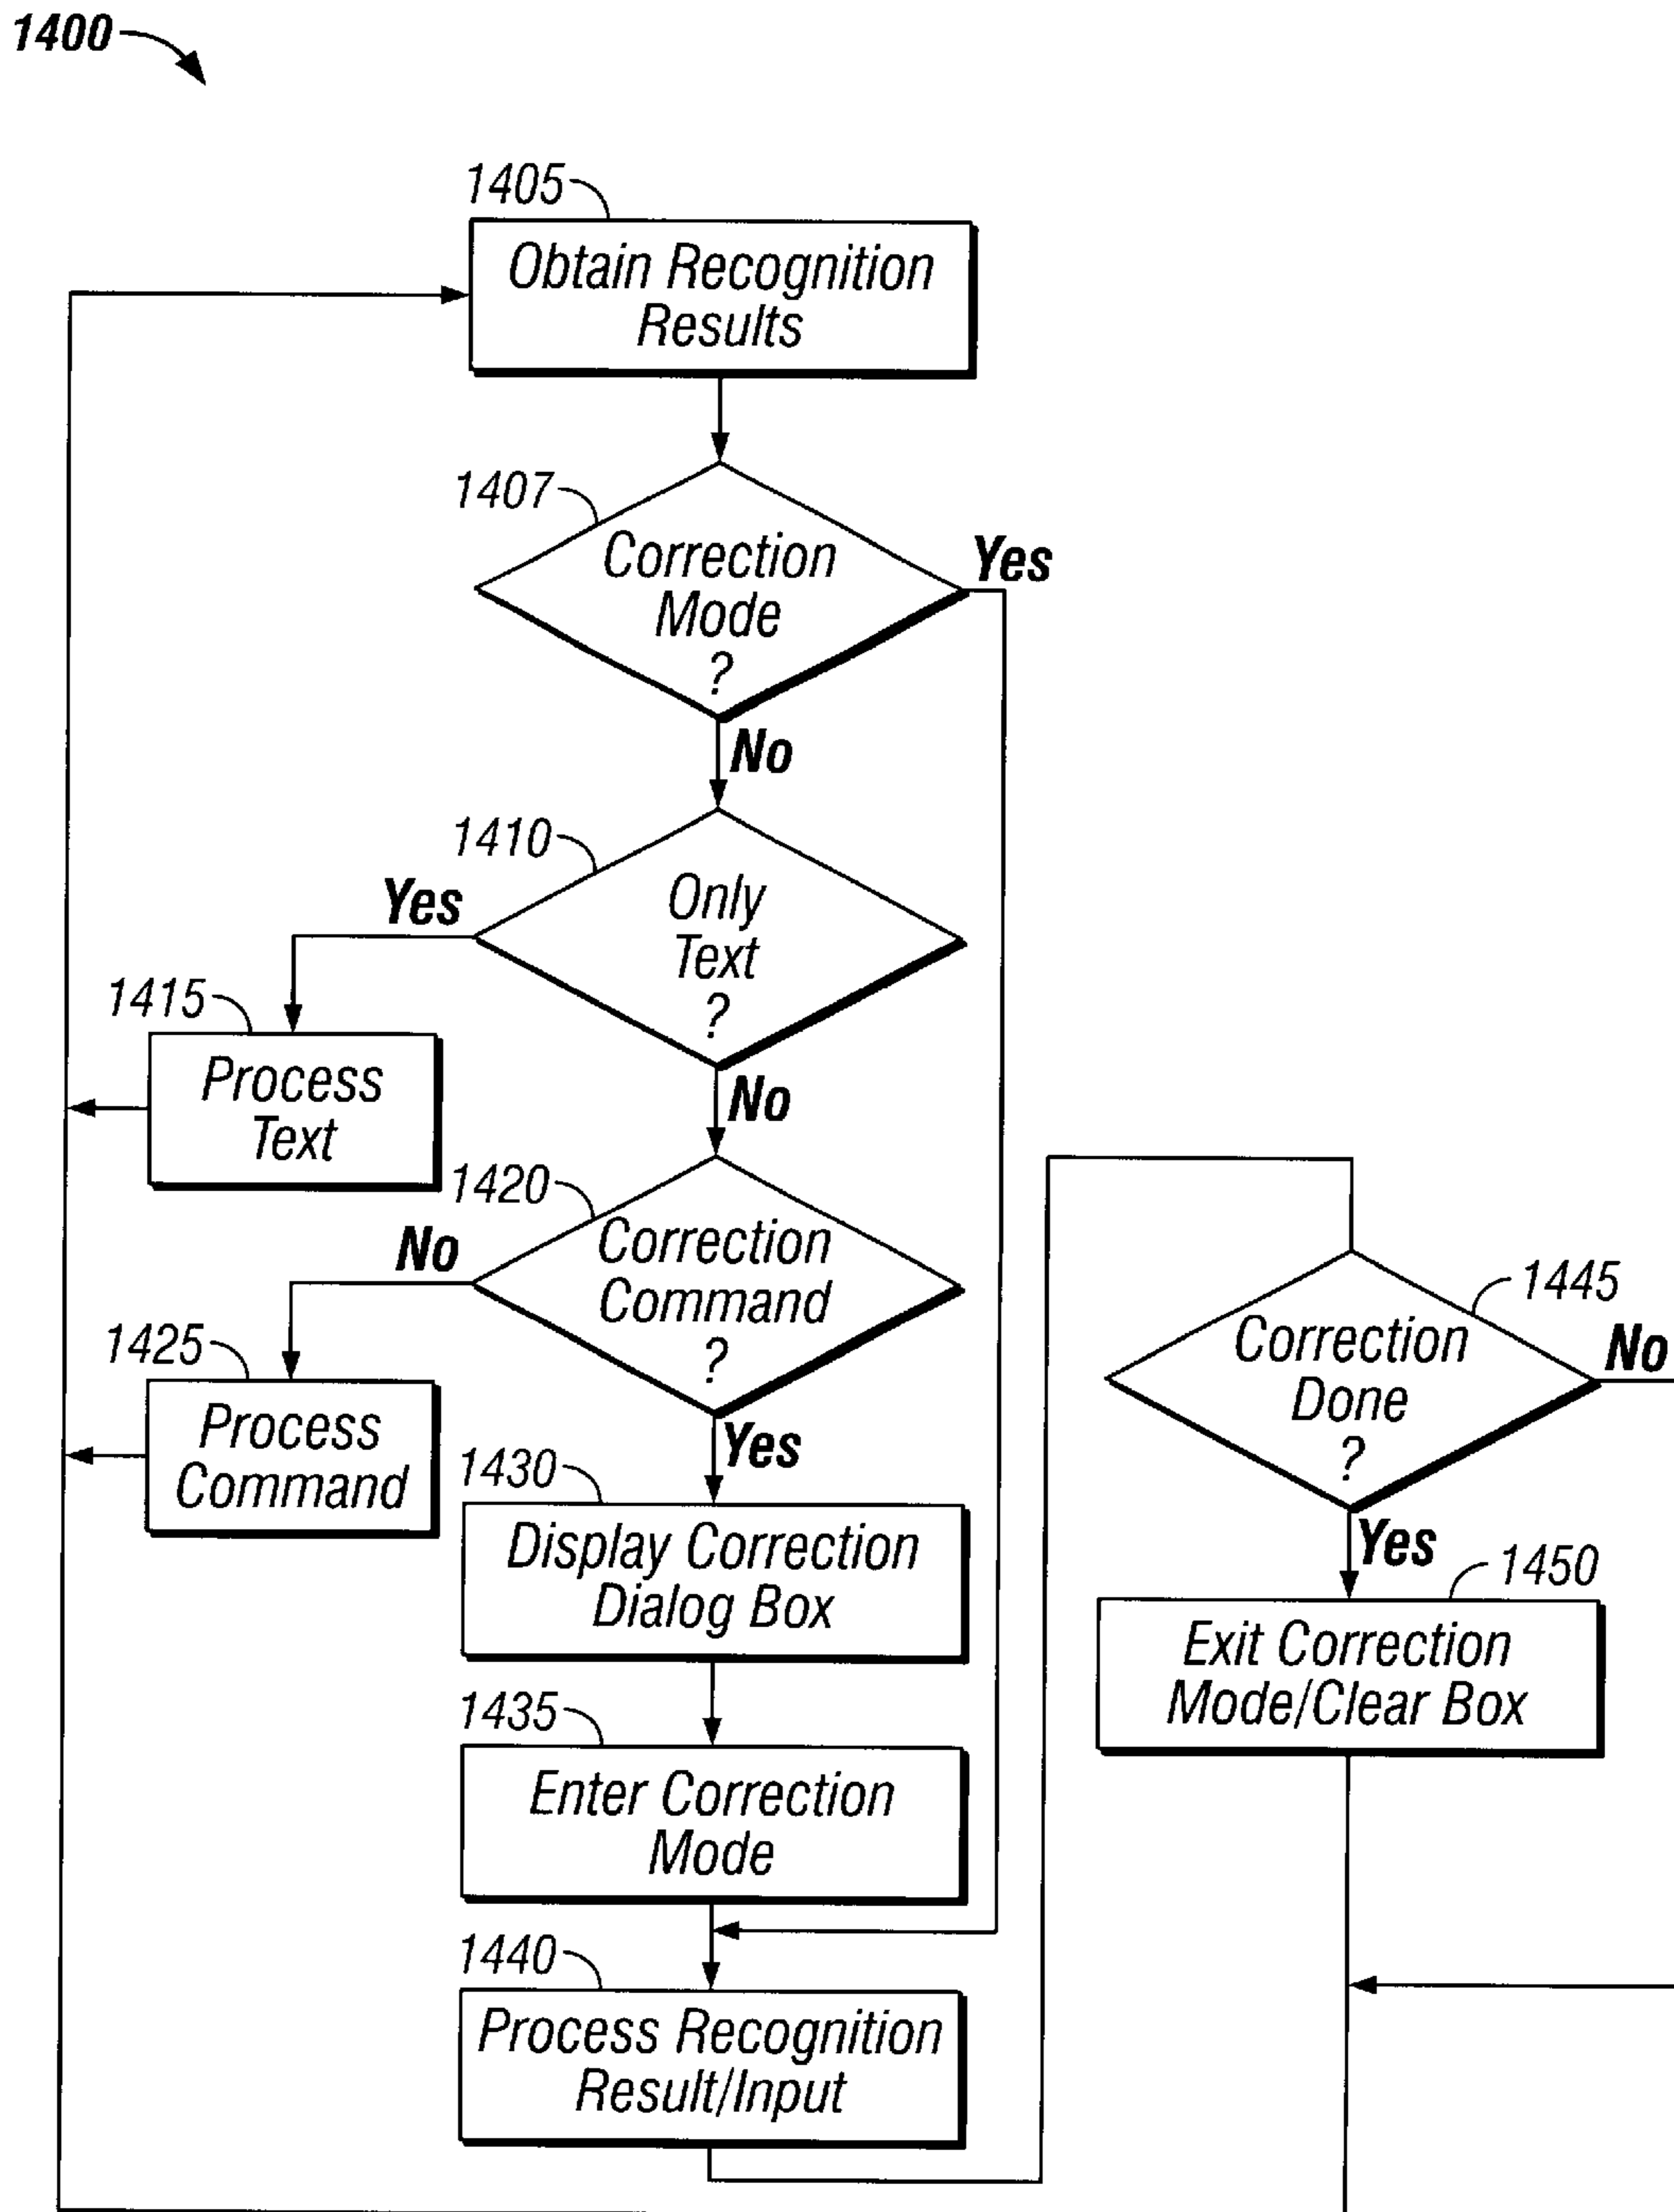 1400
1405
Obtain Recognition
Results
1407
Correction
Mode
?
Yes
No
1410
Only
Text
?
Yes
No
1415
Process
Text
1420
Correction
Command
?
No
Yes
1425
Process
Command
1430
Display Correction
Dialog Box
1435
Enter Correction
Mode
1440
Process Recognition
Result/Input
1445
Correction
Done
?
No
Yes
1450
Exit Correction
Mode/Clear Box